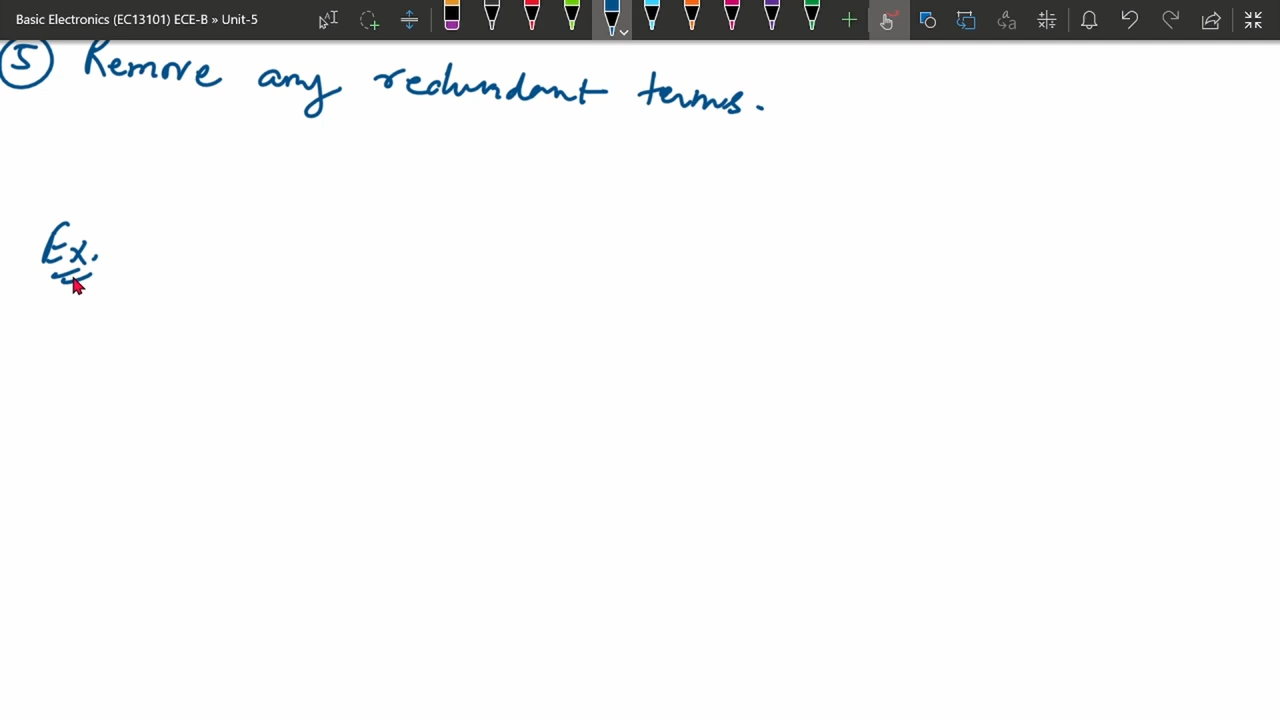 Basic Electronics (EC13101) ECE-B » Unit-5
⑤ Remove any redundant terms.
Ex.